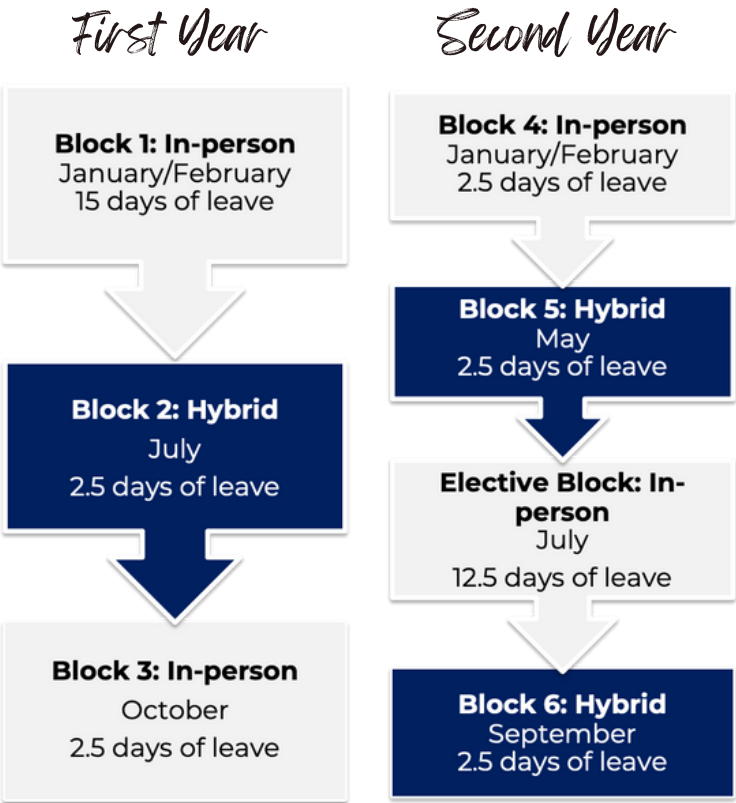 First Year
Block 1: In-person
January/February
15 days of leave
Block 2: Hybrid
July
2.5 days of leave
Block 3: In-person
October
2.5 days of leave
Second Year
Block 4: In-person
January/February
2.5 days of leave
Block 5: Hybrid
May
2.5 days of leave
Elective Block: In-
person
July
12.5 days of leave
Block 6: Hybrid
September
2.5 days of leave